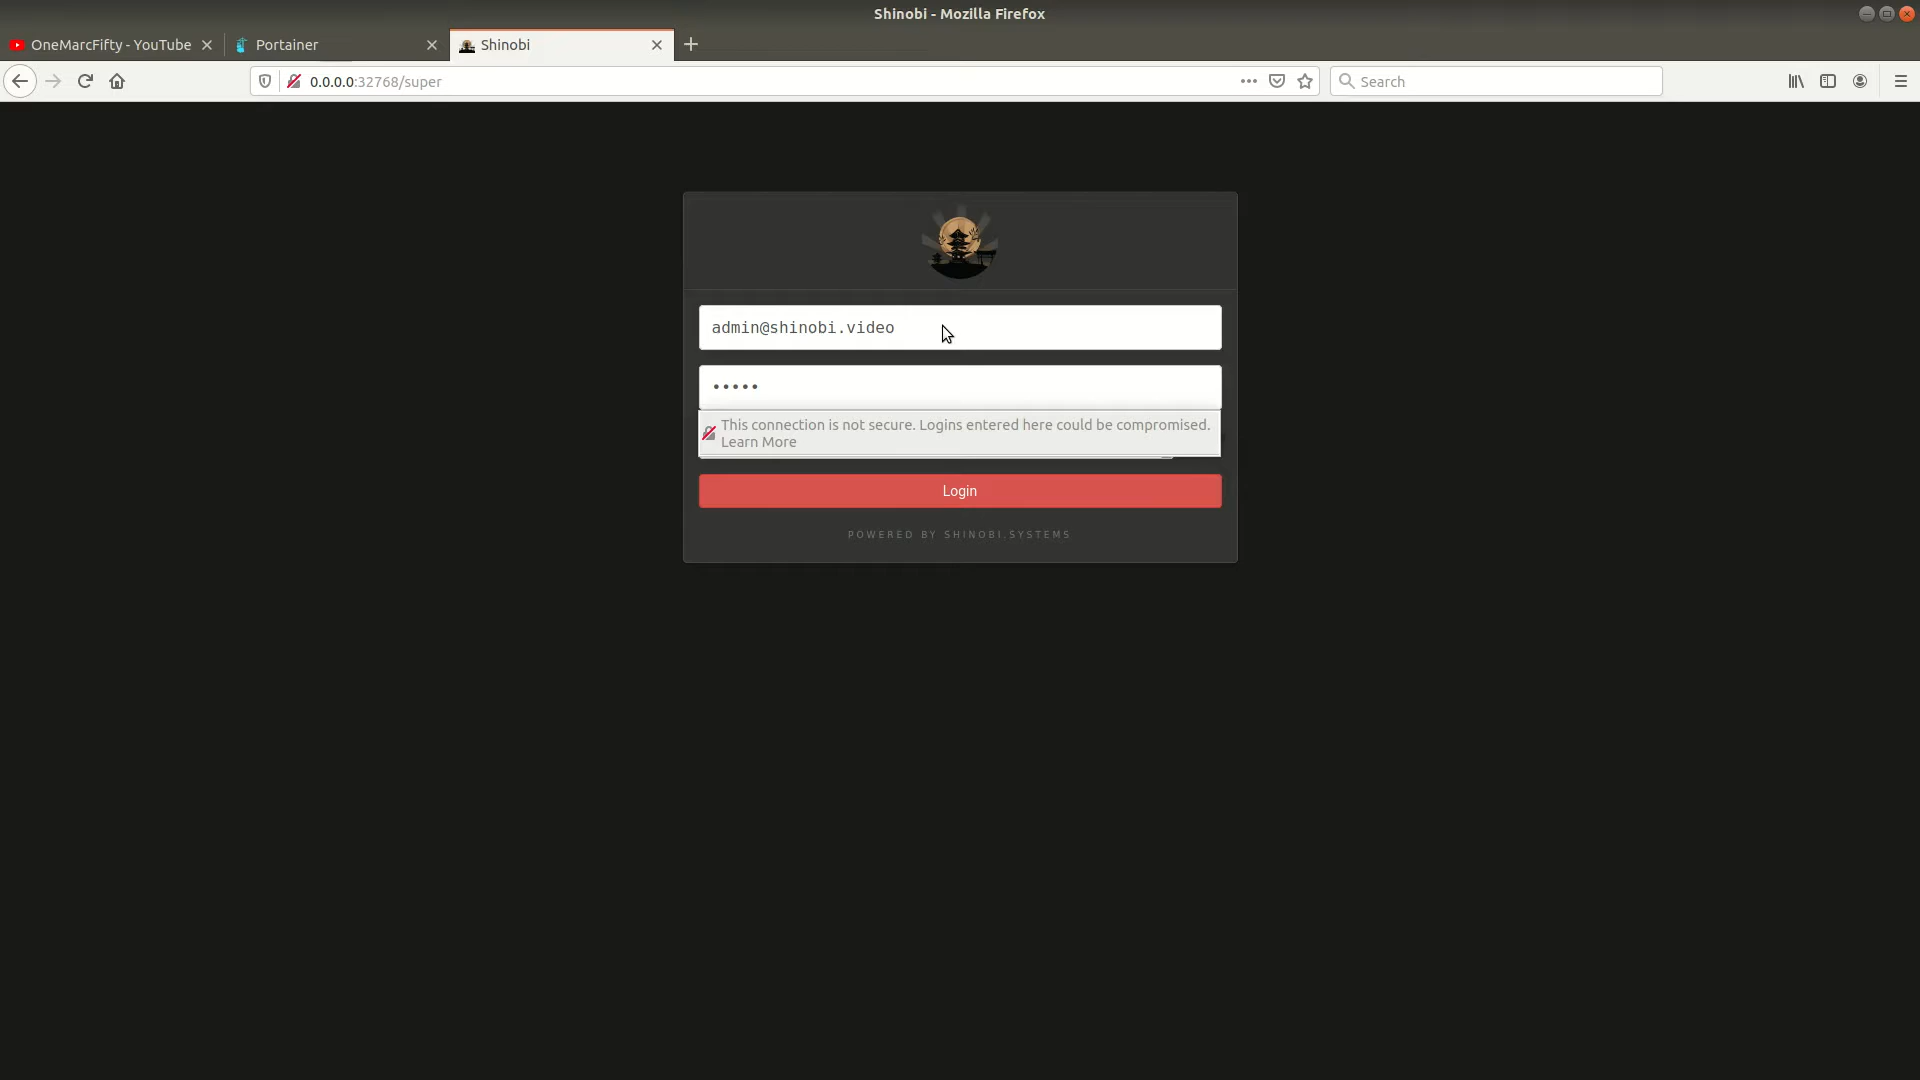 Shinobi - Mozilla Firefox
OneMarcFifty - YouTube
Portainer
Shinobi
0.0.0.0:32768/super
Search
admin@shinobi.video
•••••
This connection is not secure. Logins entered here could be compromised.
Learn More
Login
POWERED BY SHINOBI.SYSTEMS